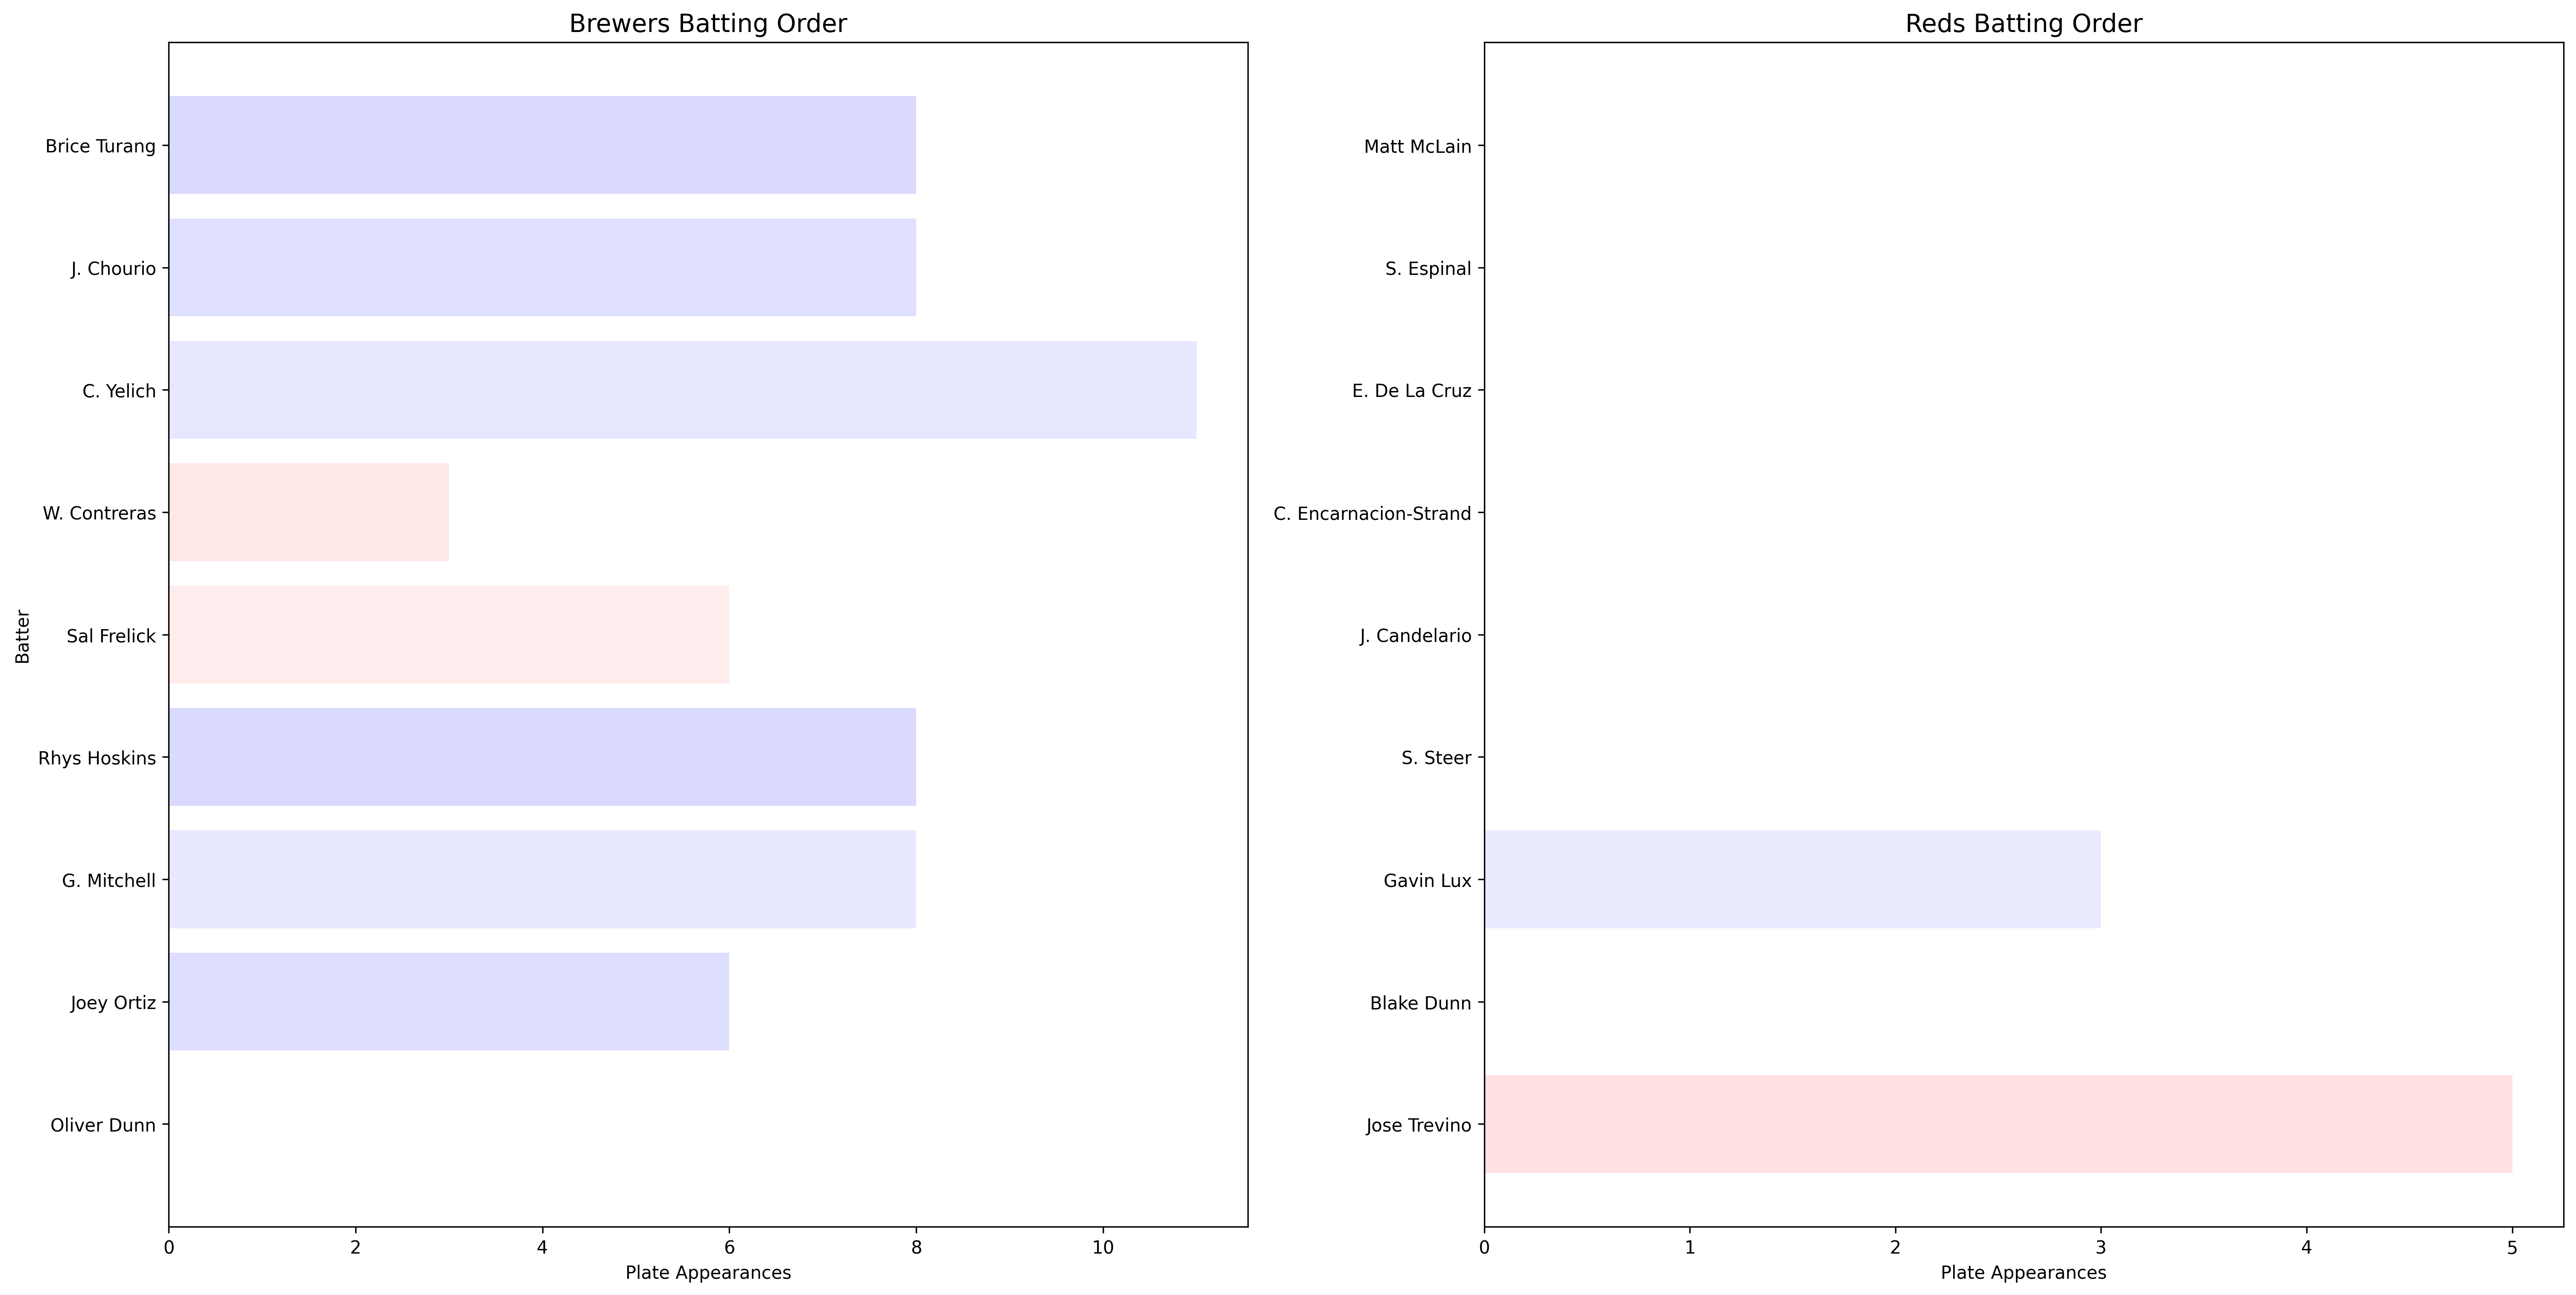 Brewers Batting Order
Batter
Brice Turang
J. Chourio
C. Yelich
W. Contreras
Sal Frelick
Rhys Hoskins
G. Mitchell
Joey Ortiz
Oliver Dunn
0 2 4 6 8 10
Plate Appearances
Reds Batting Order
Matt McLain
S. Espinal
E. De La Cruz
C. Encarnacion-Strand
J. Candelario
S. Steer
Gavin Lux
Blake Dunn
Jose Trevino
0 1 2 3 4 5
Plate Appearances